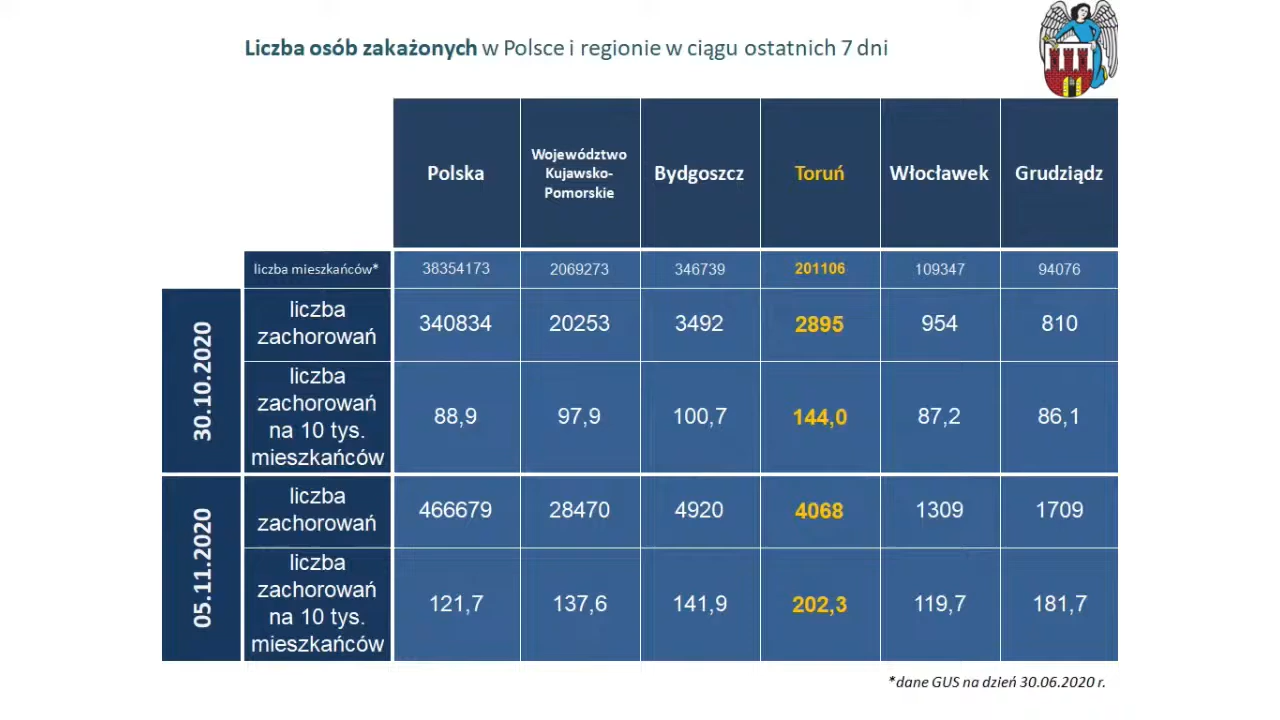 Liczba osób zakażonych w Polsce i regionie w ciągu ostatnich 7 dni
Polska
Województwo
Kujawsko-
Pomorskie
Bydgoszcz
Toruń
Włocławek
Grudziądz
liczba mieszkańców* 38354173 2069273 346739 201106 109347 94076
30.10.2020
liczba
zachorowań
340834 20253 3492 2895 954 810
liczba
zachorowań
na 10 tys.
mieszkańców
88,9 97,9 100,7 144,0 87,2 86,1
05.11.2020
liczba
zachorowań
466679 28470 4920 4068 1309 1709
liczba
zachorowań
na 10 tys.
mieszkańców
121,7 137,6 141,9 202,3 119,7 181,7
*dane GUS na dzień 30.06.2020 r.